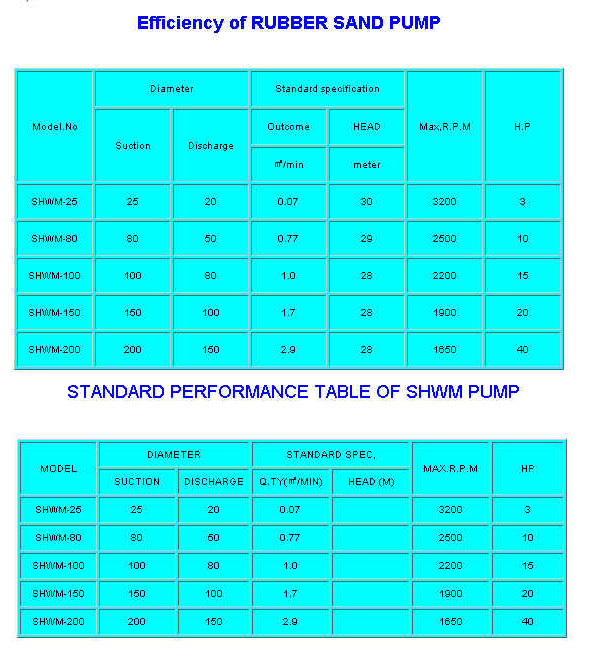 Efficiency of RUBBER SAND PUMP
Model.No Diameter Standard specification Max,R.P.M H.P
Suction Discharge Outcome HEAD
㎥/min meter
SHWM-25 25 20 0.07 30 3200 3
SHWM-80 80 50 0.77 29 2500 10
SHWM-100 100 80 1.0 28 2200 15
SHWM-150 150 100 1.7 28 1900 20
SHWM-200 200 150 2.9 28 1650 40
STANDARD PERFORMANCE TABLE OF SHWM PUMP
MODEL DIAMETER STANDARD SPEC, MAX.R.P.M HP
SUCTION DISCHARGE Q.TY(㎥/MIN) HEAD (M)
SHWM-25 25 20 0.07 3200 3
SHWM-80 80 50 0.77 2500 10
SHWM-100 100 80 1.0 2200 15
SHWM-150 150 100 1.7 1900 20
SHWM-200 200 150 2.9 1650 40